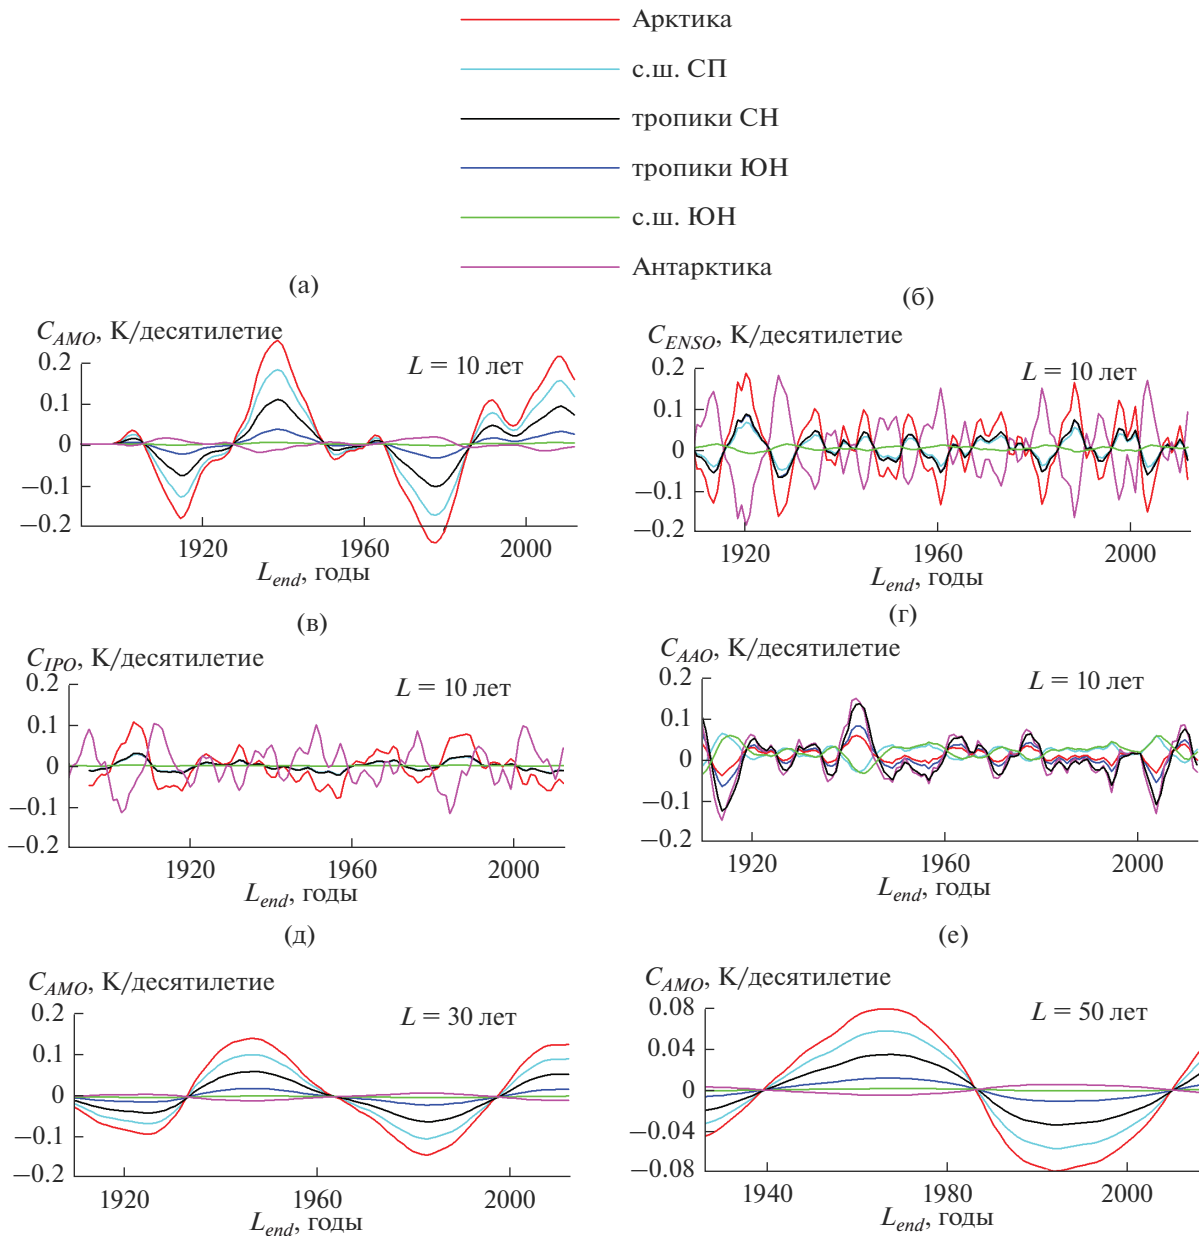 Арктика
с.ш. СП
тропики СН
тропики ЮН
с.ш. ЮН
Антарктика
(а)
C_AMO, К/десятилетие
L = 10 лет
0.2
0.1
0
−0.1
−0.2
1920 1960 2000
L_end, годы
(б)
C_ENSO, К/десятилетие
L = 10 лет
0.2
0.1
0
−0.1
−0.2
1920 1960 2000
L_end, годы
(в)
C_IPO, К/десятилетие
L = 10 лет
0.2
0.1
0
−0.1
−0.2
1920 1960 2000
L_end, годы
(г)
C_AAO, К/десятилетие
L = 10 лет
0.2
0.1
0
−0.1
−0.2
1920 1960 2000
L_end, годы
(д)
C_AMO, К/десятилетие
L = 30 лет
0.2
0.1
0
−0.1
−0.2
1920 1960 2000
L_end, годы
(е)
C_AMO, К/десятилетие
L = 50 лет
0.08
0.04
0
−0.04
−0.08
1940 1980 2000
L_end, годы